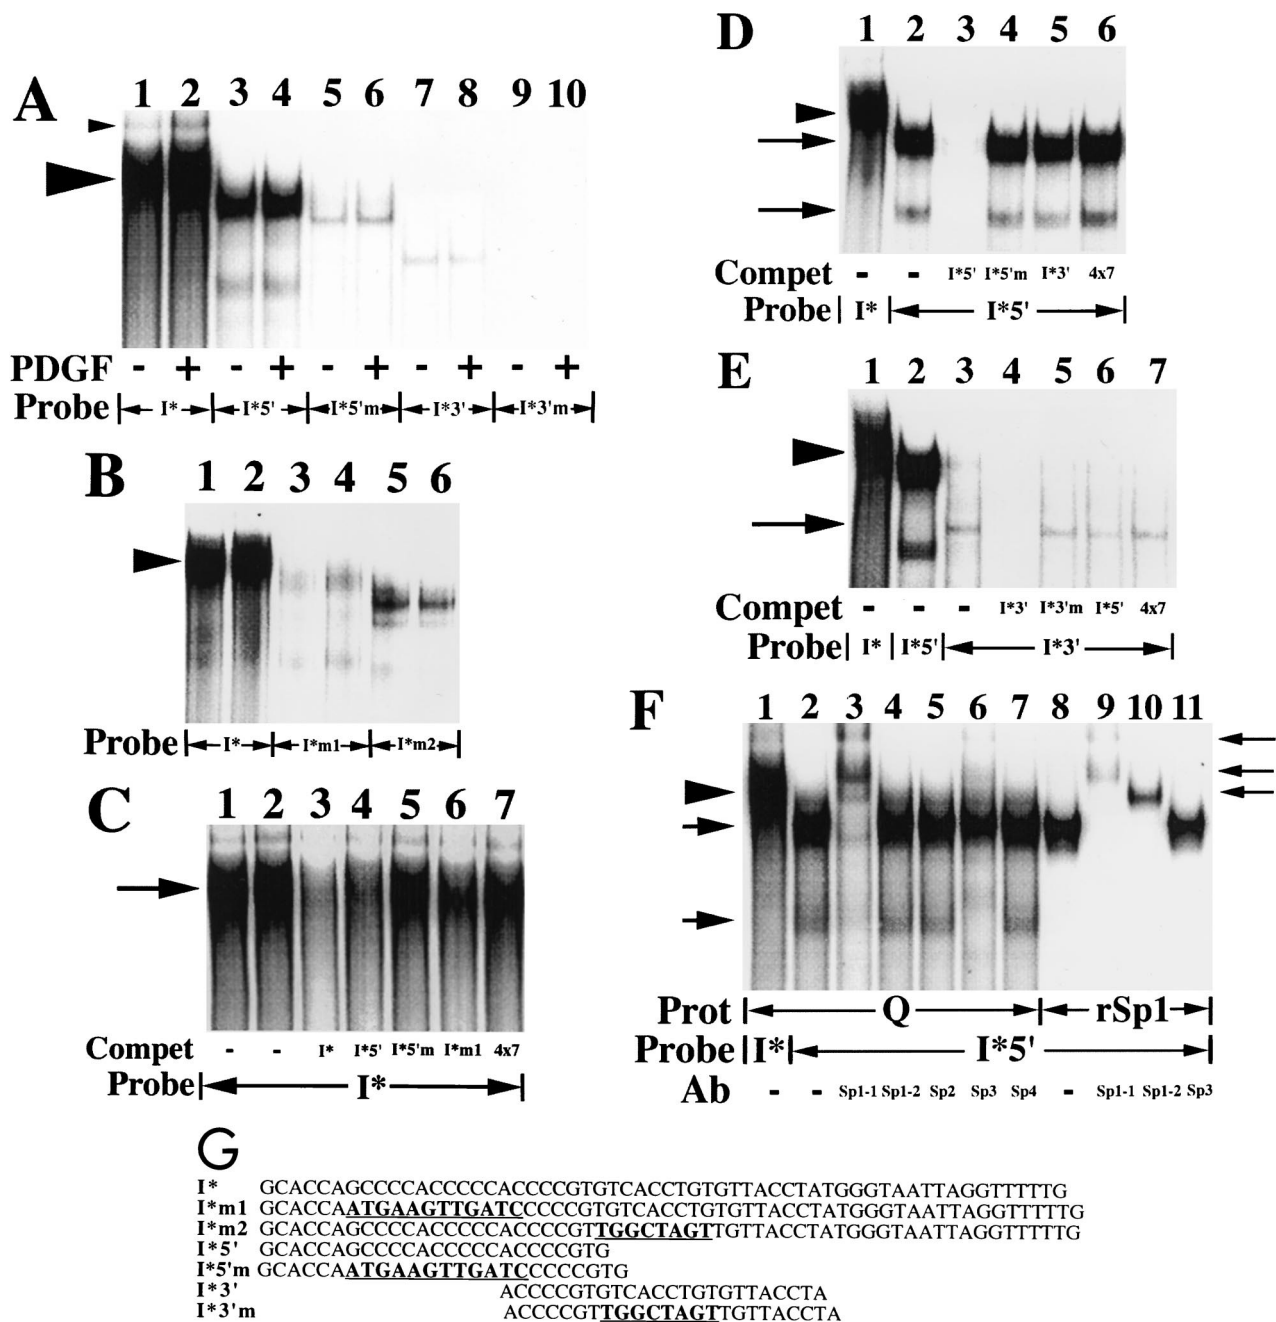 A
1 2 3 4 5 6 7 8 9 10
PDGF - + - + - + - + - +
Probe I* I*5' I*5'm I*3' I*3'm
B
1 2 3 4 5 6
Probe I* I*m1 I*m2
C
1 2 3 4 5 6 7
Compet - - I* I*5' I*5'm I*m1 4x7
Probe I*
D
1 2 3 4 5 6
Compet - - I*5' I*5'm I*3' 4x7
Probe I* I*5'
E
1 2 3 4 5 6 7
Compet - - - I*3' I*3'm I*5' 4x7
Probe I* I*5' I*3'
F
1 2 3 4 5 6 7 8 9 10 11
Prot Q rSp1
Probe I* I*5'
Ab - - Sp1-1 Sp1-2 Sp2 Sp3 Sp4 - Sp1-1 Sp1-2 Sp3
G
I* GCACCAGCCCCACCCCCACCCCGTGTCACCTGTGTTACCTATGGGTAATTAGGTTTTTG
I*m1 GCACCAATGAAGTTGATCCCCCGTGTCACCTGTGTTACCTATGGGTAATTAGGTTTTTG
I*m2 GCACCAGCCCCACCCCCACCCCGTTGGCTAGTTGTTACCTATGGGTAATTAGGTTTTTG
I*5' GCACCAGCCCCACCCCCACCCCGTG
I*5'm GCACCAATGAAGTTGATCCCCCGTG
I*3' ACCCCGTGTCACCTGTGTTACCTA
I*3'm ACCCCGTTGGCTAGTTGTTACCTA